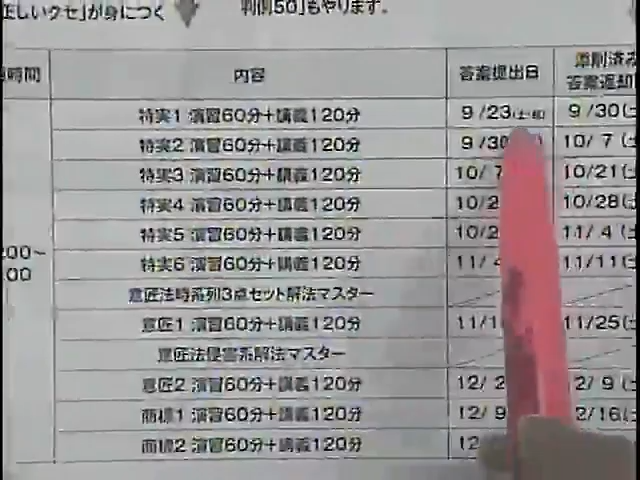 正しいクセ」が身につく 判例50」もやります。
時間 内容 答案提出日 添削済み
答案返却
特実1 演習60分+講義120分 9/23(土・祝) 9/30(土
特実2 演習60分+講義120分 9/30 10/ 7 (土
特実3 演習60分+講義120分 10/ 7 10/21(土
特実4 演習60分+講義120分 10/2 10/28(土
特実5 演習60分+講義120分 10/2 11/ 4 (土
特実6 演習60分+講義120分 11/ 4 11/11(土
意匠法時系列3点セット解法マスター
意匠1 演習60分+講義120分 11/1 11/25(土
意匠法侵害系解法マスター
意匠2 演習60分+講義120分 12/ 2 2/ 9 (土
商標1 演習60分+講義120分 12/ 9 2/16(土
商標2 演習60分+講義120分 12
00~
00